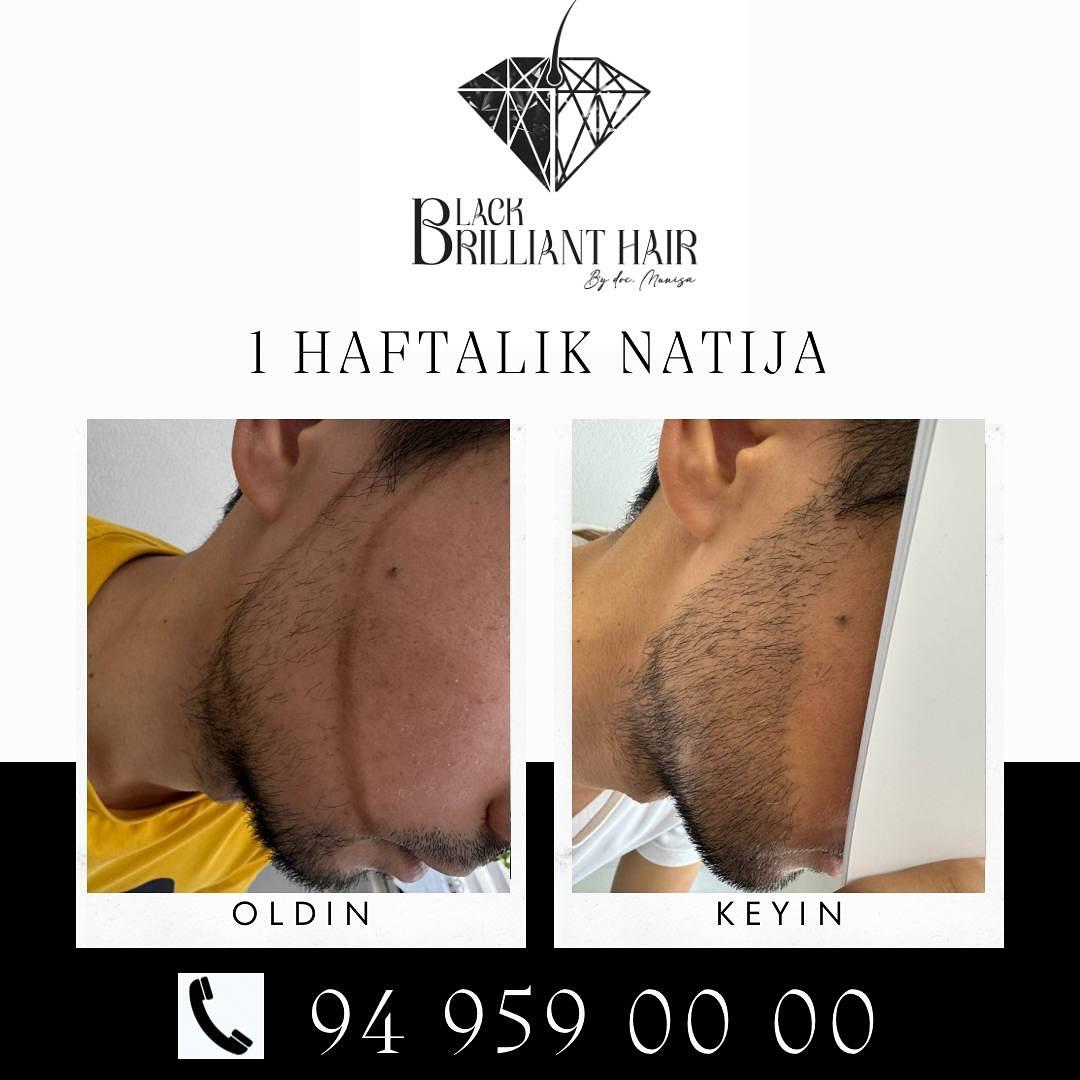 BLACK
BRILLIANT HAIR
By doc. Munisa
1 HAFTALIK NATIJA
OLDIN
KEYIN
94 959 00 00